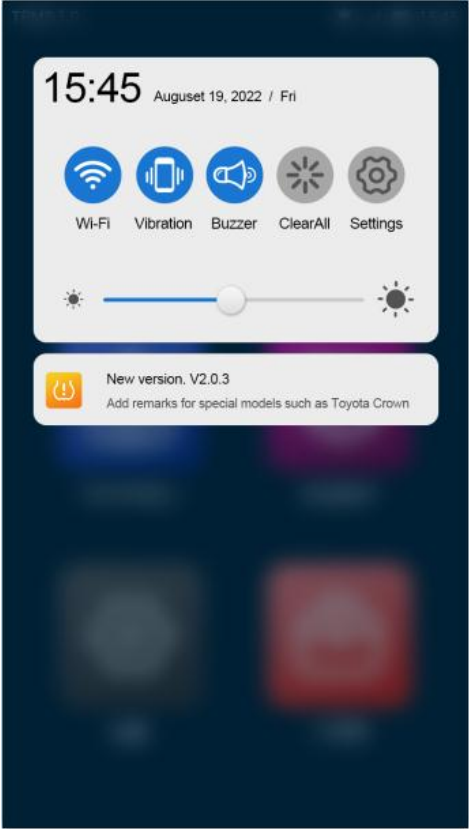 15:45 Auguset 19, 2022 / Fri
Wi-Fi Vibration Buzzer ClearAll Settings
New version. V2.0.3
Add remarks for special models such as Toyota Crown